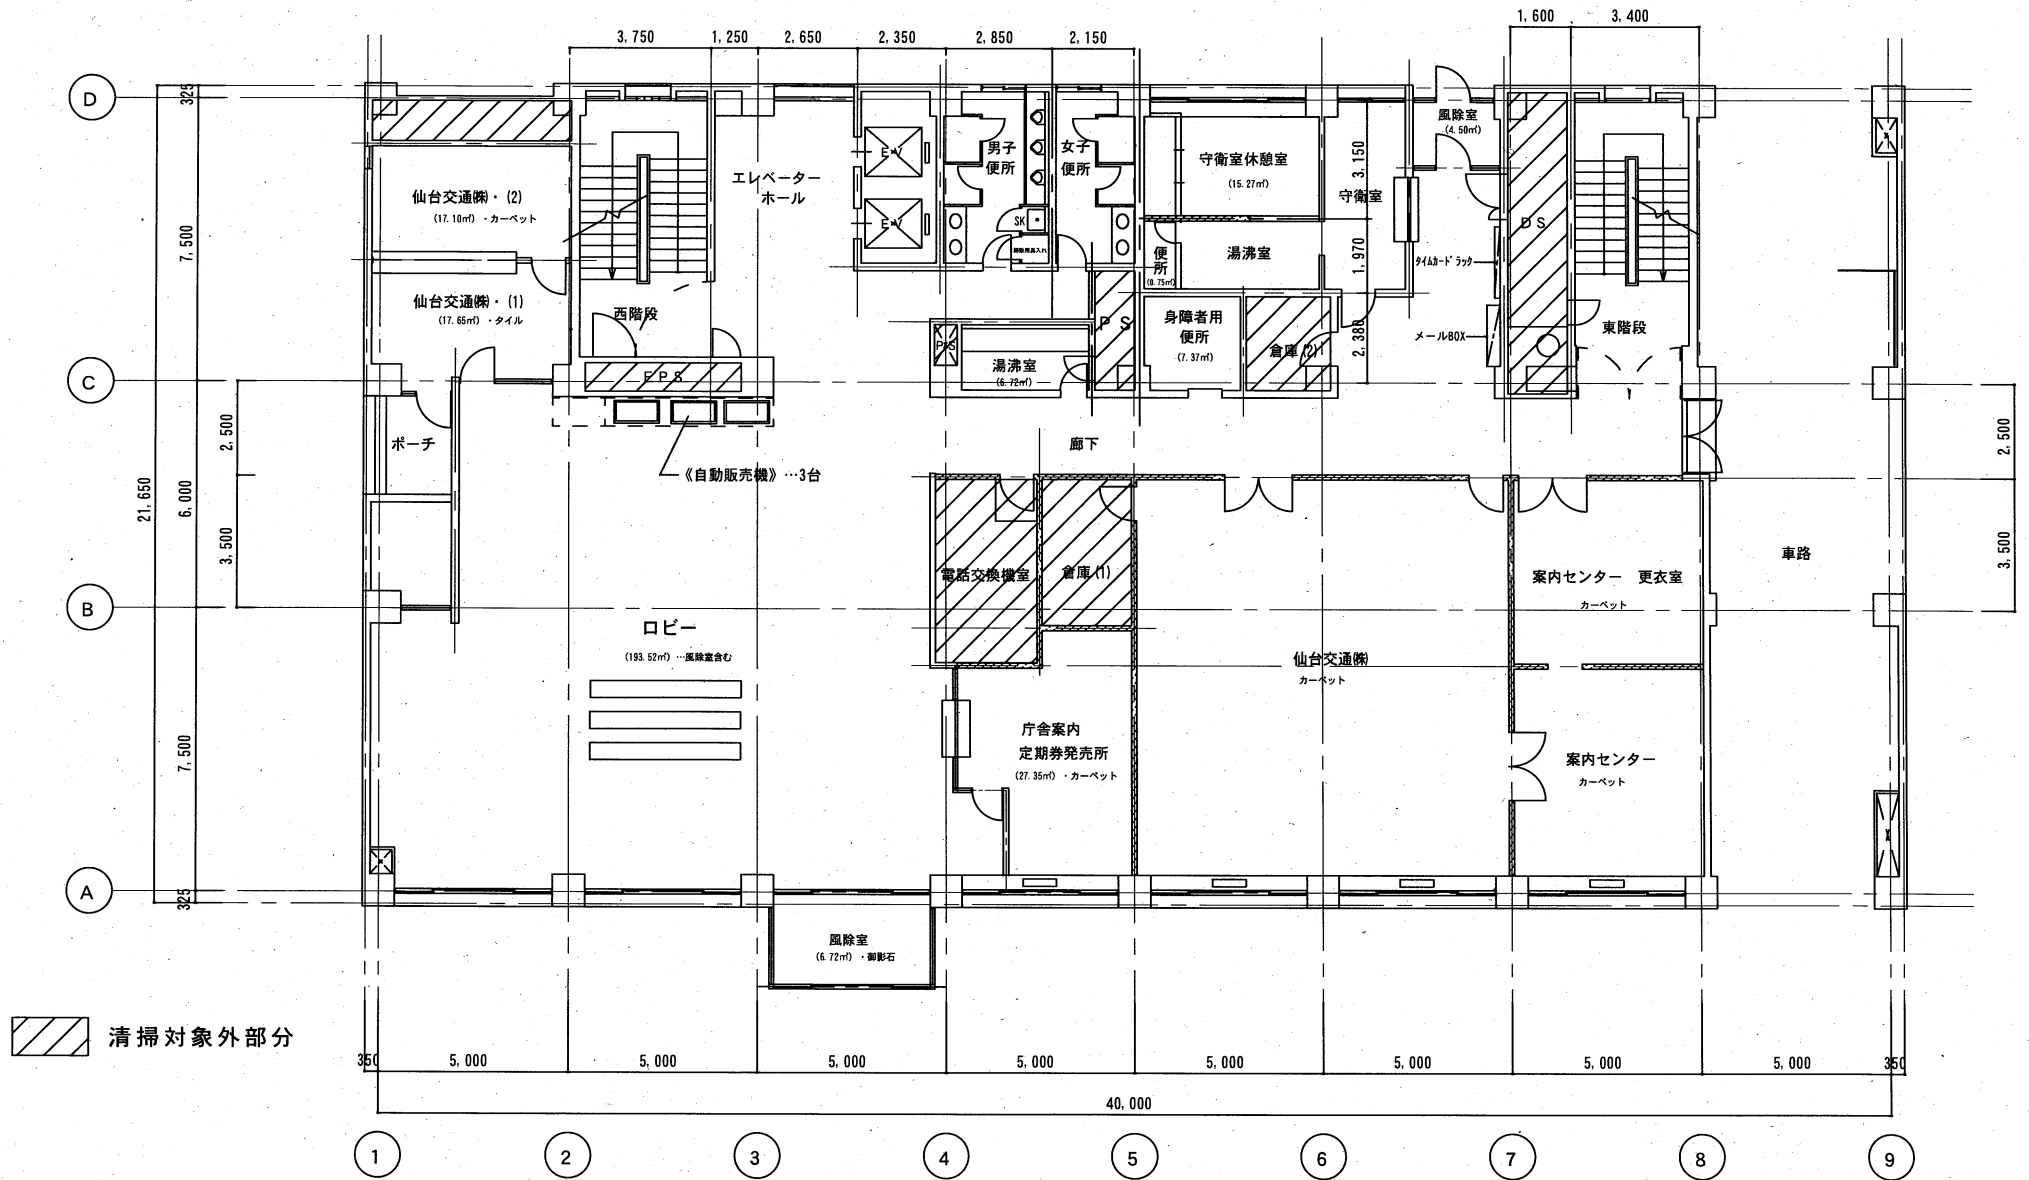 1,600
3,400
3,750
1,250
2,650
2,350
2,850
2,150
D
325
風除室
(4.50㎡)
男子
便所
女子
便所
守衛室休憩室
(15.27㎡)
3,150
エレベーター
ホール
E・V
仙台交通㈱・(2)
(17.10㎡)・カーペット
守衛室
E・V
SK
DS
7,500
湯沸室
便所
(0.75㎡)
1,970
掃除用具入れ
タイムカードラック
仙台交通㈱・(1)
(17.65㎡)・タイル
西階段
PS
身障者用
便所
(7.37㎡)
2,380
倉庫(2)
東階段
メールBOX
PS
湯沸室
(6.72㎡)
C
EPS
2,500
ポーチ
廊下
2,500
《自動販売機》…3台
21,650
6,000
3,500
電話交換機室
倉庫(1)
車路
3,500
案内センター 更衣室
カーペット
B
ロビー
(193.52㎡)…風除室含む
仙台交通㈱
カーペット
7,500
庁舎案内
定期券発売所
(27.35㎡)・カーペット
案内センター
カーペット
A
325
風除室
(6.72㎡)・御影石
清掃対象外部分
350
5,000
5,000
5,000
5,000
5,000
5,000
5,000
5,000
350
40,000
1
2
3
4
5
6
7
8
9